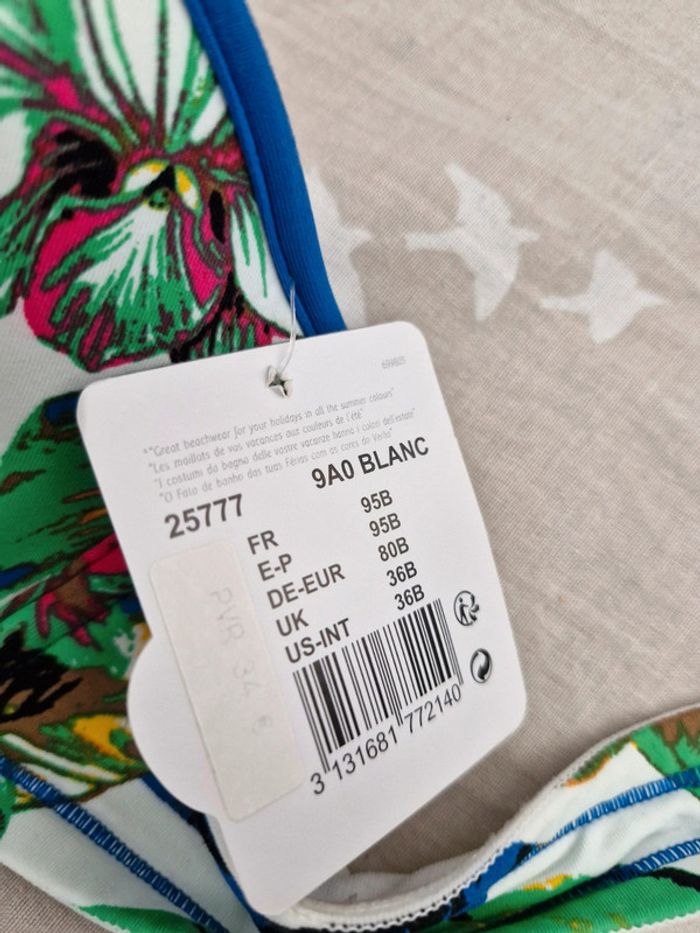 699805
"Great beachwear for your holidays in all the summer colours"
"Les maillots de vos vacances aux couleurs de l'été"
"I costumi da bagno delle vostre vacanze hanno i colori dell'estate"
"O Fato de banho das tuas Férias com as cores do Verão"
25777 9A0 BLANC
FR 95B
E-P 95B
DE-EUR 80B
UK 36B
US-INT 36B
PVR 34 €
3 131681 772140